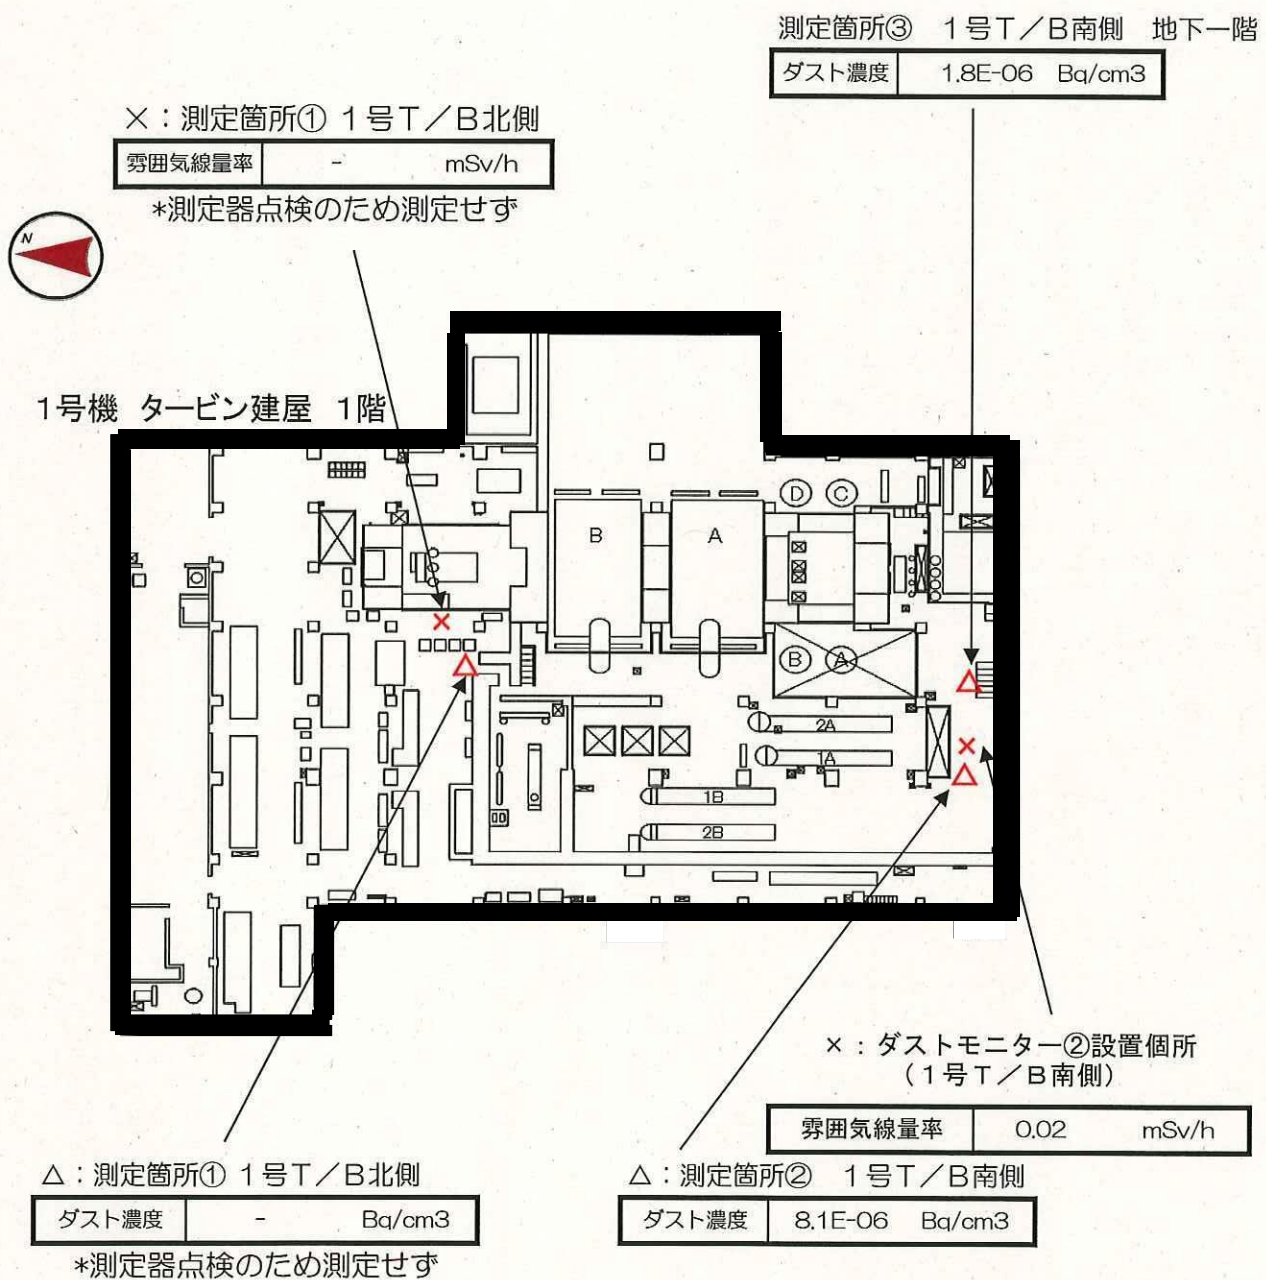 測定箇所③ 1号T/B南側 地下一階
ダスト濃度 1.8E-06 Bq/cm3
×:測定箇所① 1号T/B北側
雰囲気線量率 - mSv/h
*測定器点検のため測定せず
N
1号機 タービン建屋 1階
D C
B A
B A
2A
1A
1B
2B
×:ダストモニター②設置個所
(1号T/B南側)
雰囲気線量率 0.02 mSv/h
△:測定箇所① 1号T/B北側
ダスト濃度 - Bq/cm3
*測定器点検のため測定せず
△:測定箇所② 1号T/B南側
ダスト濃度 8.1E-06 Bq/cm3